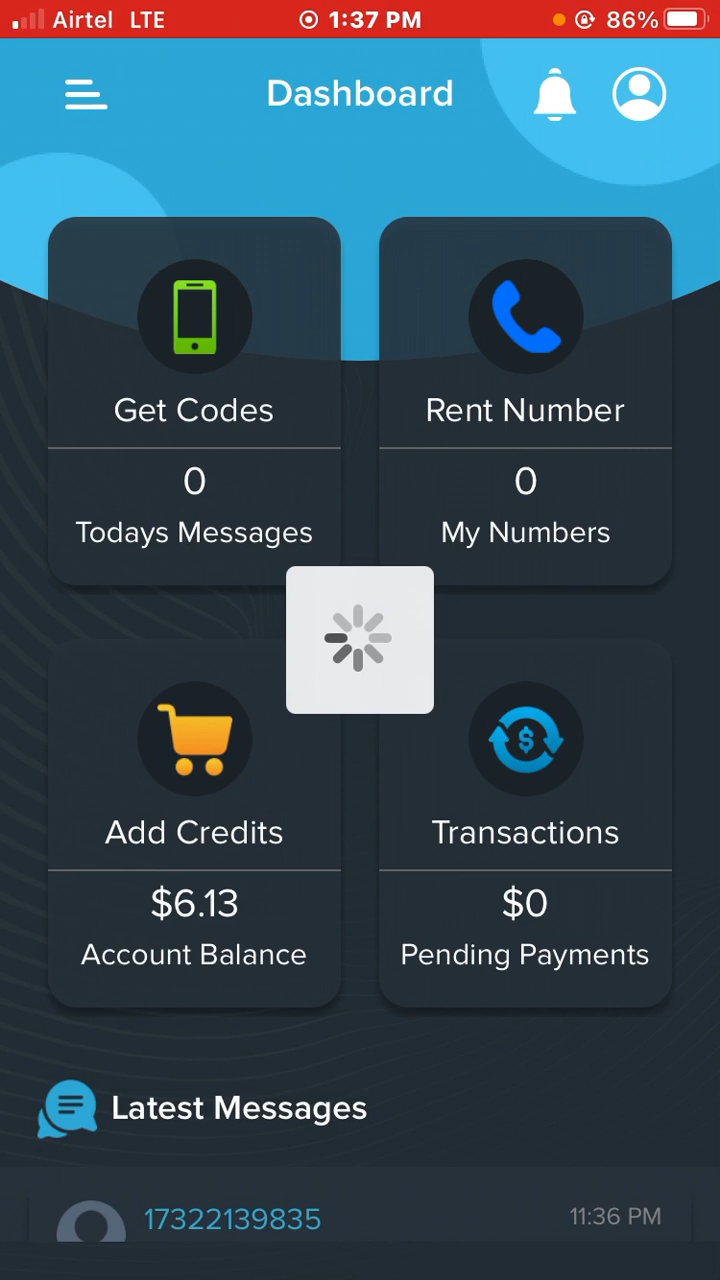 Airtel LTE 1:37 PM 86%
Dashboard
Get Codes Rent Number
0 0
Todays Messages My Numbers
$
Add Credits Transactions
$6.13 $0
Account Balance Pending Payments
Latest Messages
17322139835 11:36 PM